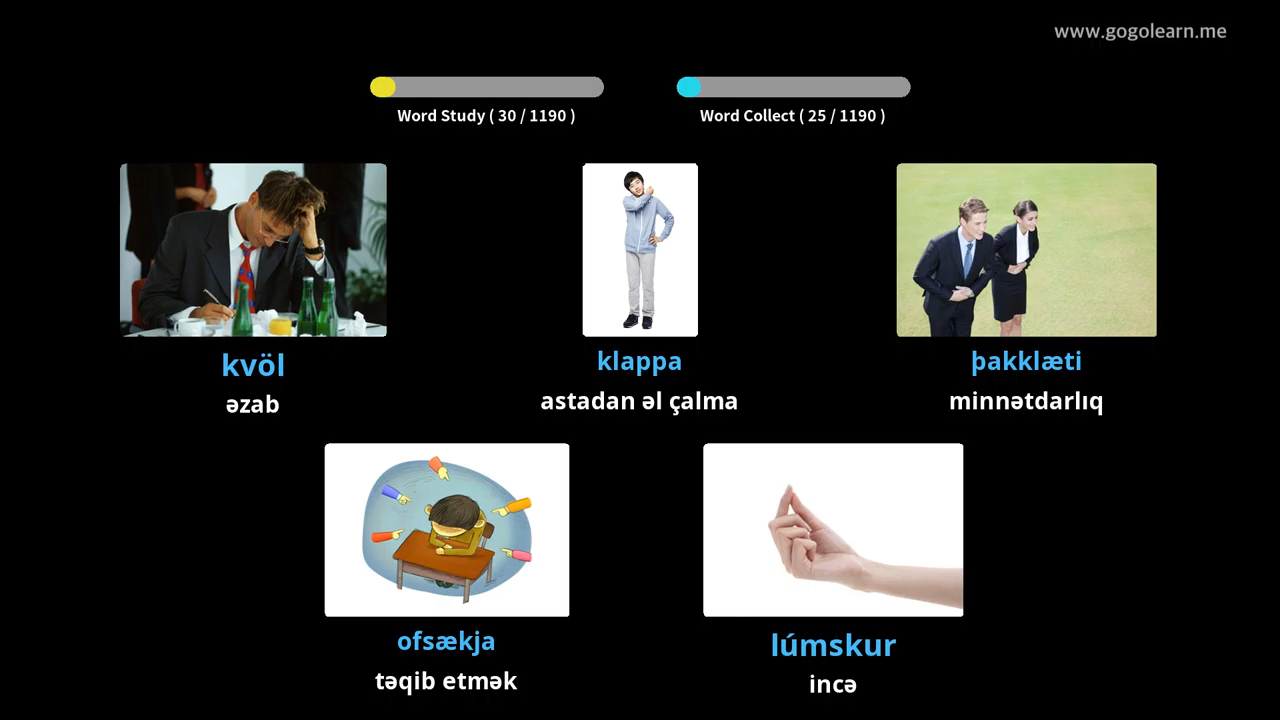 www.gogolearn.me
Word Study ( 30 / 1190 )
Word Collect ( 25 / 1190 )
kvöl
əzab
klappa
astadan əl çalma
þakklæti
minnətdarlıq
ofsækja
təqib etmək
lúmskur
incə